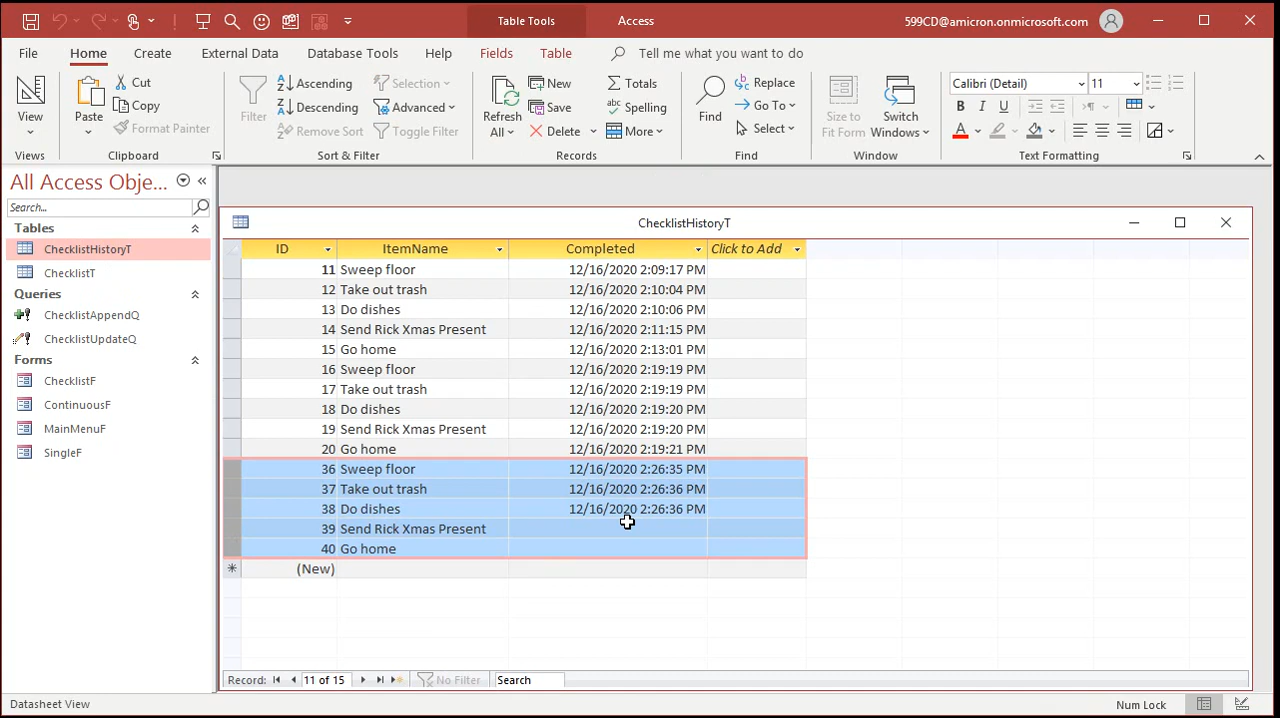 Table Tools
Access
599CD@amicron.onmicrosoft.com
File
Home
Create
External Data
Database Tools
Help
Fields
Table
Tell me what you want to do
View
Paste
Cut
Copy
Format Painter
Filter
Ascending
Descending
Remove Sort
Selection
Advanced
Toggle Filter
Refresh
All
New
Save
Delete
Totals
Spelling
More
Find
Replace
Go To
Select
Size to
Fit Form
Switch
Windows
Calibri (Detail)
11
Views
Clipboard
Sort & Filter
Records
Find
Window
Text Formatting
All Access Obje...
Search...
Tables
ChecklistHistoryT
ChecklistT
Queries
ChecklistAppendQ
ChecklistUpdateQ
Forms
ChecklistF
ContinuousF
MainMenuF
SingleF
ChecklistHistoryT
ID ItemName Completed Click to Add
11 Sweep floor 12/16/2020 2:09:17 PM
12 Take out trash 12/16/2020 2:10:04 PM
13 Do dishes 12/16/2020 2:10:06 PM
14 Send Rick Xmas Present 12/16/2020 2:11:15 PM
15 Go home 12/16/2020 2:13:01 PM
16 Sweep floor 12/16/2020 2:19:19 PM
17 Take out trash 12/16/2020 2:19:19 PM
18 Do dishes 12/16/2020 2:19:20 PM
19 Send Rick Xmas Present 12/16/2020 2:19:20 PM
20 Go home 12/16/2020 2:19:21 PM
36 Sweep floor 12/16/2020 2:26:35 PM
37 Take out trash 12/16/2020 2:26:36 PM
38 Do dishes 12/16/2020 2:26:36 PM
39 Send Rick Xmas Present
40 Go home
(New)
Record: 11 of 15 No Filter Search
Datasheet View
Num Lock